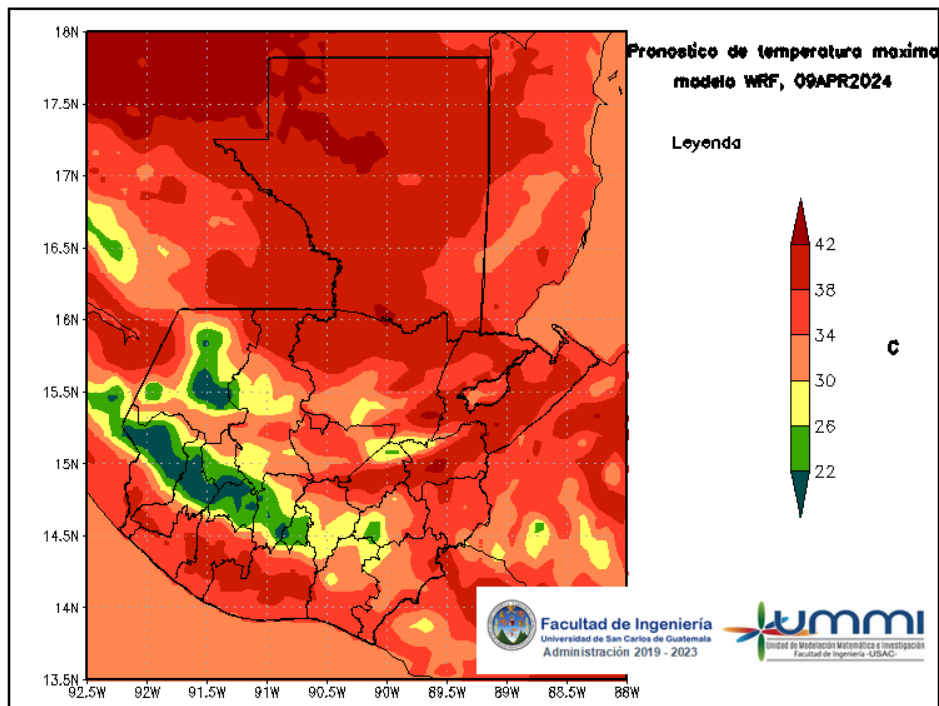 Pronostico de temperatura maxima
modelo WRF, 09APR2024
Leyenda
42
38
34
30
26
22
C
18N
17.5N
17N
16.5N
16N
15.5N
15N
14.5N
14N
13.5N
92.5W 92W 91.5W 91W 90.5W 90W 89.5W 89W 88.5W 88W
Facultad de Ingeniería
Universidad de San Carlos de Guatemala
Administración 2019 - 2023
UMMI
Unidad de Modelación Matemática e Investigación
Facultad de Ingeniería -USAC-